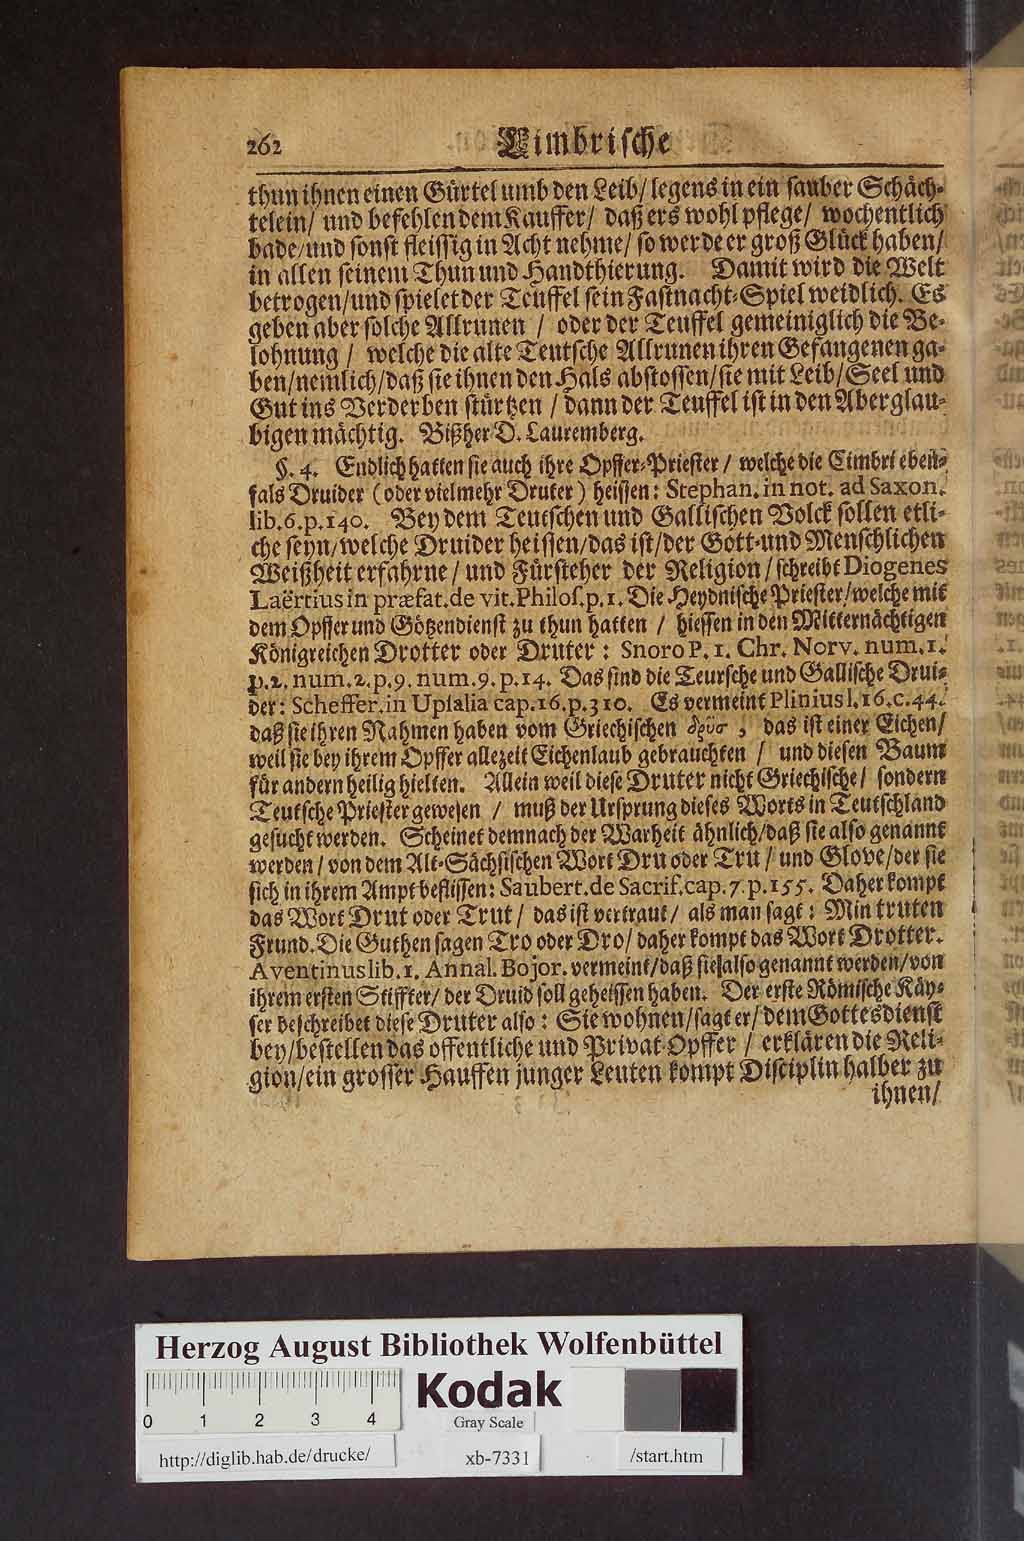 262 Cimbrische
thun ihnen einen Gürtel umb den Leib/ legens in ein sauber Schäch-
telein/ und befehlen dem Kauffer/ daß ers wohl pflege/ wochentlich
bade/ und sonst fleissig in Acht nehme/ so werde er groß Glück haben/
in allen seinem Thun und Handthierung. Damit wird die Welt
betrogen/ und spielet der Teuffel sein Fastnacht-Spiel weidlich. Es
geben aber solche Allrunen / oder der Teuffel gemeiniglich die Be-
lohnung / welche die alte Teutsche Allrunen ihren Gefangenen ga-
ben/ nemlich/ daß sie ihnen den Hals abstossen/ sie mit Leib/ Seel und
Gut ins Verderben stürtzen / dann der Teuffel ist in den Aberglau-
bigen mächtig. Bißher D. Lauremberg.
§. 4. Endlich hatten sie auch ihre Opffer-Priester / welche die Cimbri eben-
fals Druider (oder vielmehr Druter) heissen: Stephan. in not. ad Saxon.
lib. 6. p. 140. Bey dem Teutschen und Gallischen Volck sollen etli-
che seyn/ welche Druider heissen/ das ist/ der Gott- und Menschlichen
Weißheit erfahrne / und Fürsteher der Religion / schreibt Diogenes
Laërtius in præfat. de vit. Philos. p. 1. Die Heydnische Priester/ welche mit
dem Opffer und Götzendienst zu thun hatten / hiessen in den Mitternächtigen
Königreichen Drotter oder Druter : Snoro P. 1. Chr. Norv. num. 1.
p. 2. num. 2. p. 9. num. 9. p. 14. Das sind die Teutsche und Gallische Drui-
der: Scheffer. in Upsalia cap. 16. p. 310. Es vermeint Plinius l. 16. c. 44.
daß sie ihren Nahmen haben vom Griechischen δρῦσ, das ist einer Eichen/
weil sie bey ihrem Opffer allezeit Eichenlaub gebrauchten / und diesen Baum
für andern heilig hielten. Allein weil diese Druter nicht Griechische/ sondern
Teutsche Priester gewesen / muß der Ursprung dieses Worts in Teutschland
gesucht werden. Scheinet demnach der Warheit ähnlich/ daß sie also genannt
werden/ von dem Alt-Sächsischen Wort Dru oder Tru / und Glove/ der sie
sich in ihrem Ampt beflissen: Saubert. de Sacrif. cap. 7. p. 155. Daher kompt
das Wort Drut oder Trut/ das ist vertraut/ als man sagt: Min truten
Frund. Die Guthen sagen Tro oder Dro/ daher kompt das Wort Drotter.
Aventinus lib. 1. Annal. Bojor. vermeint/ daß sie also genannt werden/ von
ihrem ersten Stiffter/ der Druid soll geheissen haben. Der erste Römische Käy-
ser beschreibet diese Druter also: Sie wohnen/ sagt er/ dem Gottesdienst
bey/ bestellen das offentliche und Privat-Opffer / erklären die Reli-
gion/ ein grosser Hauffen junger Leuten kompt Disciplin halber zu
ihnen/
Herzog August Bibliothek Wolfenbüttel
Kodak
0 1 2 3 4
Gray Scale
http://diglib.hab.de/drucke/ xb-7331 /start.htm